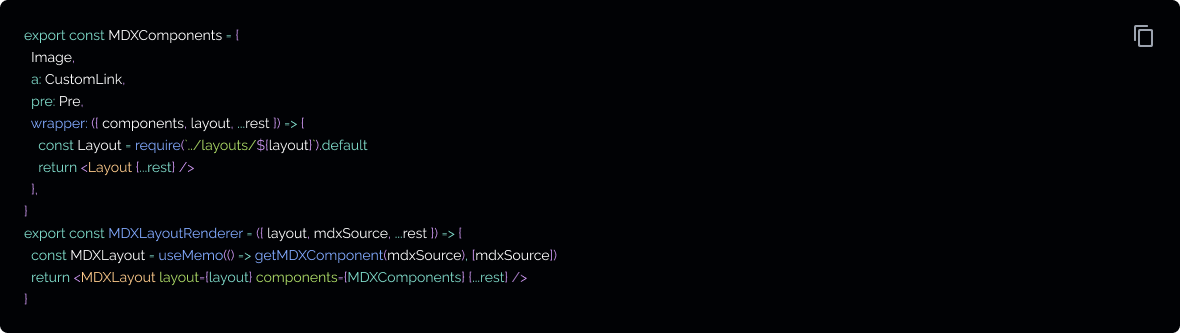 export const MDXComponents = {
  Image,
  a: CustomLink,
  pre: Pre,
  wrapper: ({ components, layout, ...rest }) => {
    const Layout = require(`../layouts/${layout}`).default
    return <Layout {...rest} />
  },
}
export const MDXLayoutRenderer = ({ layout, mdxSource, ...rest }) => {
  const MDXLayout = useMemo(() => getMDXComponent(mdxSource), [mdxSource])
  return <MDXLayout layout={layout} components={MDXComponents} {...rest} />
}